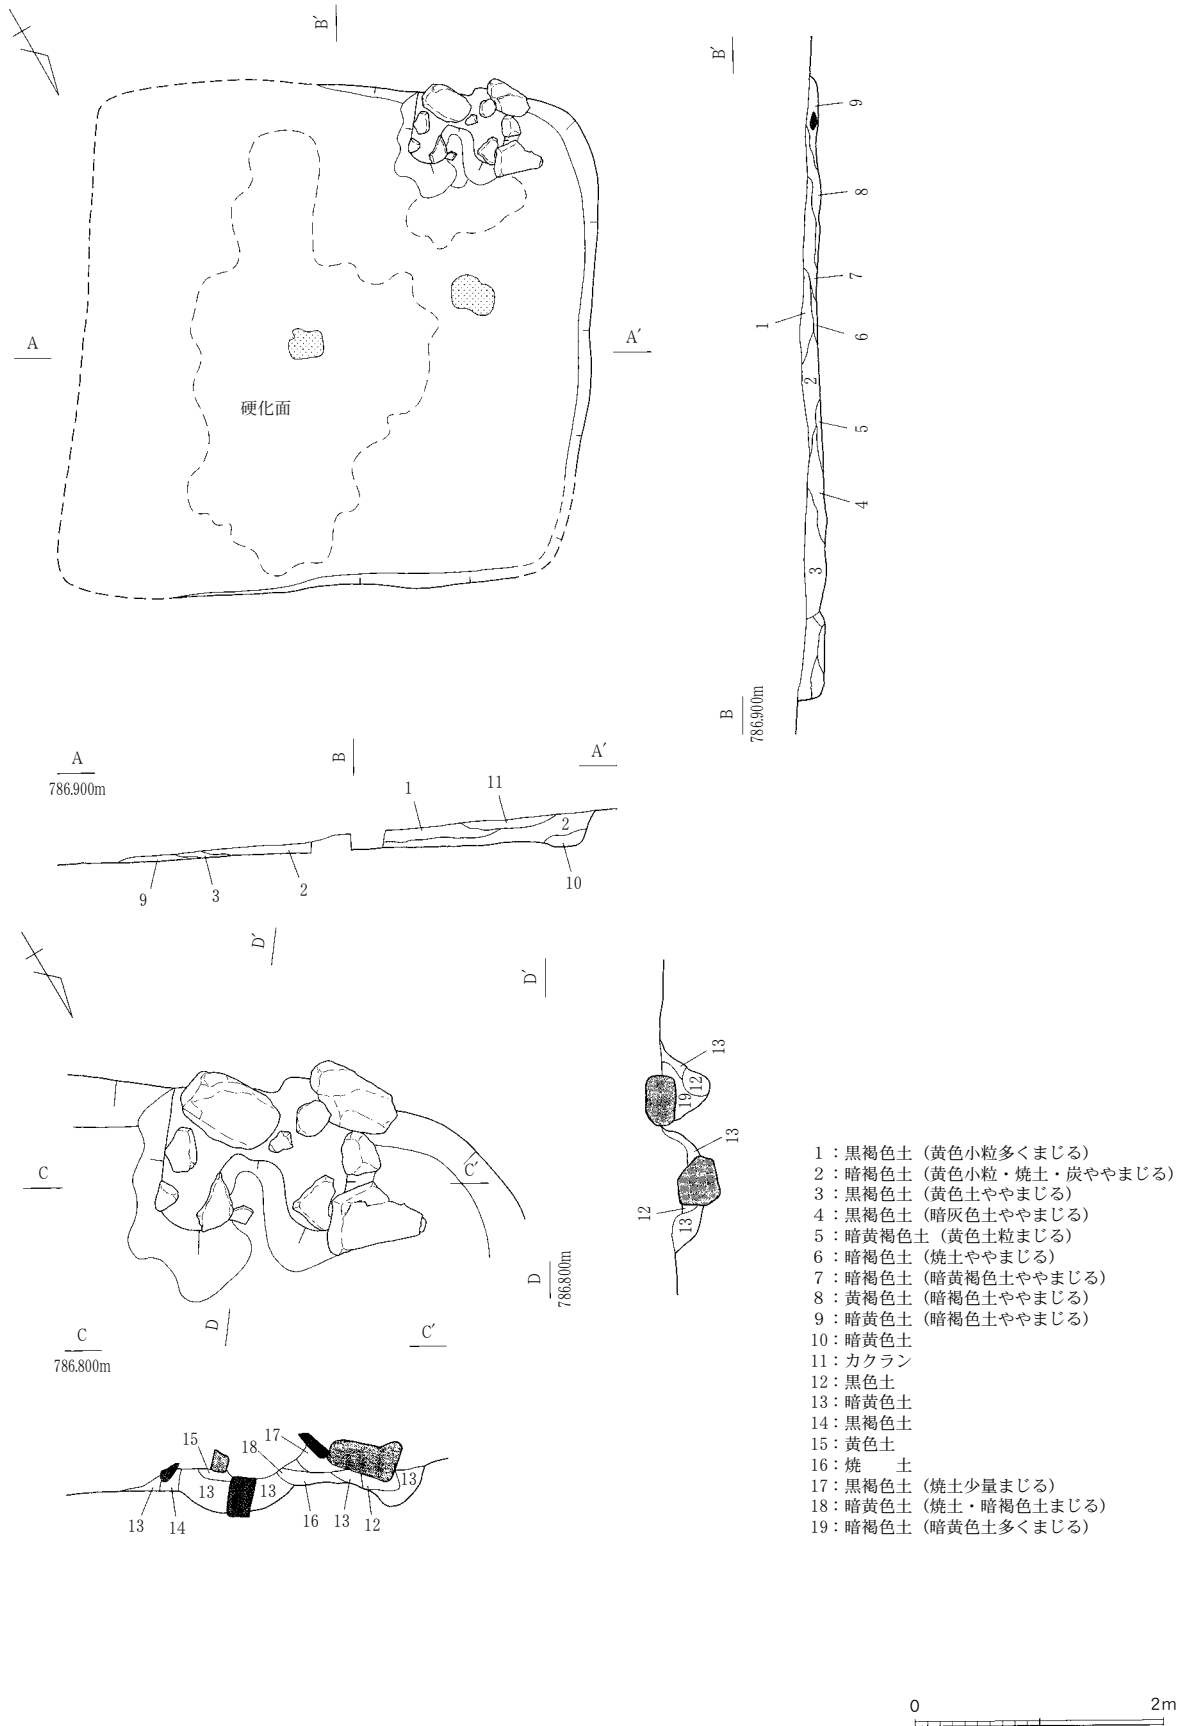 B′
A
A′
硬化面
B′
9
8
7
1
6
2
5
4
3
B
786.900m
A
786.900m
B
A′
1
11
2
10
9
3
2
D′
C
C′
D
D′
D
786.800m
13
12
19
13
12
13
C
786.800m
C′
15
18
17
13
13
13
13
14
16
13
12
1：黒褐色土（黄色小粒多くまじる）
2：暗褐色土（黄色小粒・焼土・炭ややまじる）
3：黒褐色土（黄色土ややまじる）
4：黒褐色土（暗灰色土ややまじる）
5：暗黄褐色土（黄色土粒まじる）
6：暗褐色土（焼土ややまじる）
7：暗褐色土（暗黄褐色土ややまじる）
8：黄褐色土（暗褐色土ややまじる）
9：暗黄色土（暗褐色土ややまじる）
10：暗黄色土
11：カクラン
12：黒色土
13：暗黄色土
14：黒褐色土
15：黄色土
16：焼　　土
17：黒褐色土（焼土少量まじる）
18：暗黄色土（焼土・暗褐色土まじる）
19：暗褐色土（暗黄色土多くまじる）
0　2m